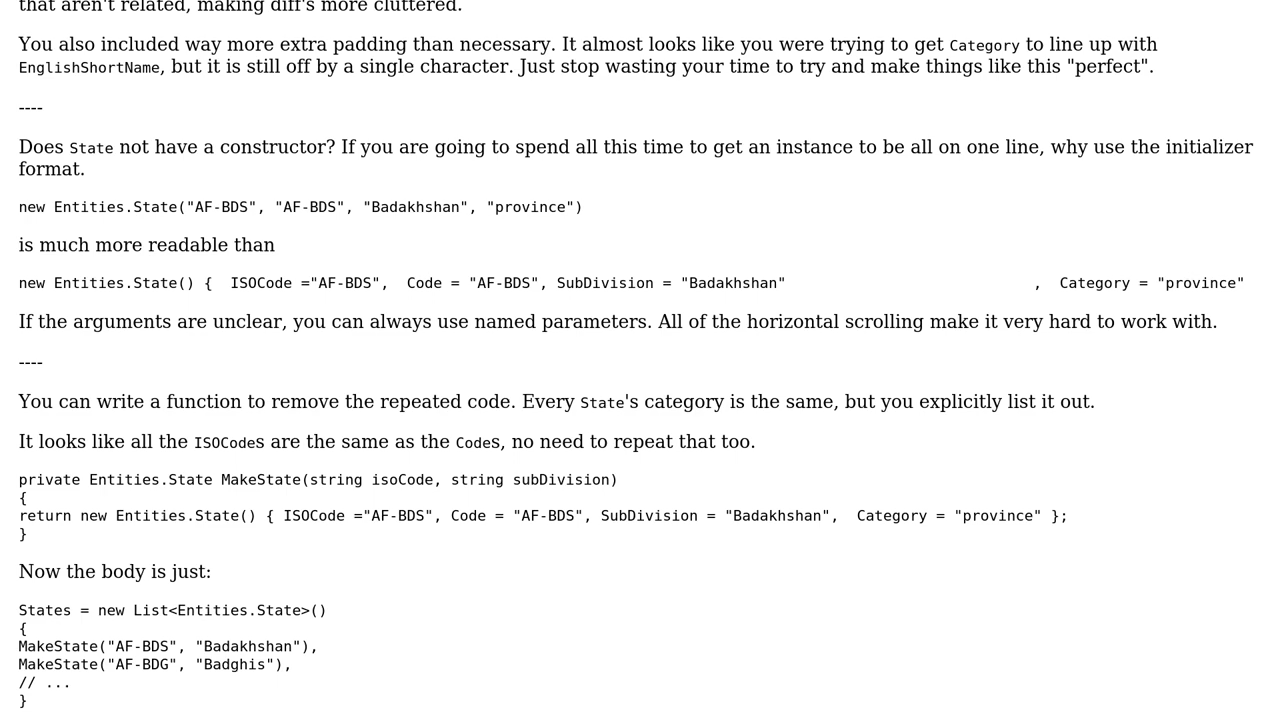 that aren't related, making diff's more cluttered.
You also included way more extra padding than necessary. It almost looks like you were trying to get Category to line up with
EnglishShortName, but it is still off by a single character. Just stop wasting your time to try and make things like this "perfect".
----
Does State not have a constructor? If you are going to spend all this time to get an instance to be all on one line, why use the initializer
format.
new Entities.State("AF-BDS", "AF-BDS", "Badakhshan", "province")
is much more readable than
new Entities.State() {  ISOCode ="AF-BDS",  Code = "AF-BDS", SubDivision = "Badakhshan"                            ,  Category = "province"
If the arguments are unclear, you can always use named parameters. All of the horizontal scrolling make it very hard to work with.
----
You can write a function to remove the repeated code. Every State's category is the same, but you explicitly list it out.
It looks like all the ISOCodes are the same as the Codes, no need to repeat that too.
private Entities.State MakeState(string isoCode, string subDivision)
{
return new Entities.State() { ISOCode ="AF-BDS", Code = "AF-BDS", SubDivision = "Badakhshan",  Category = "province" };
}
Now the body is just:
States = new List<Entities.State>()
{
MakeState("AF-BDS", "Badakhshan"),
MakeState("AF-BDG", "Badghis"),
// ...
}